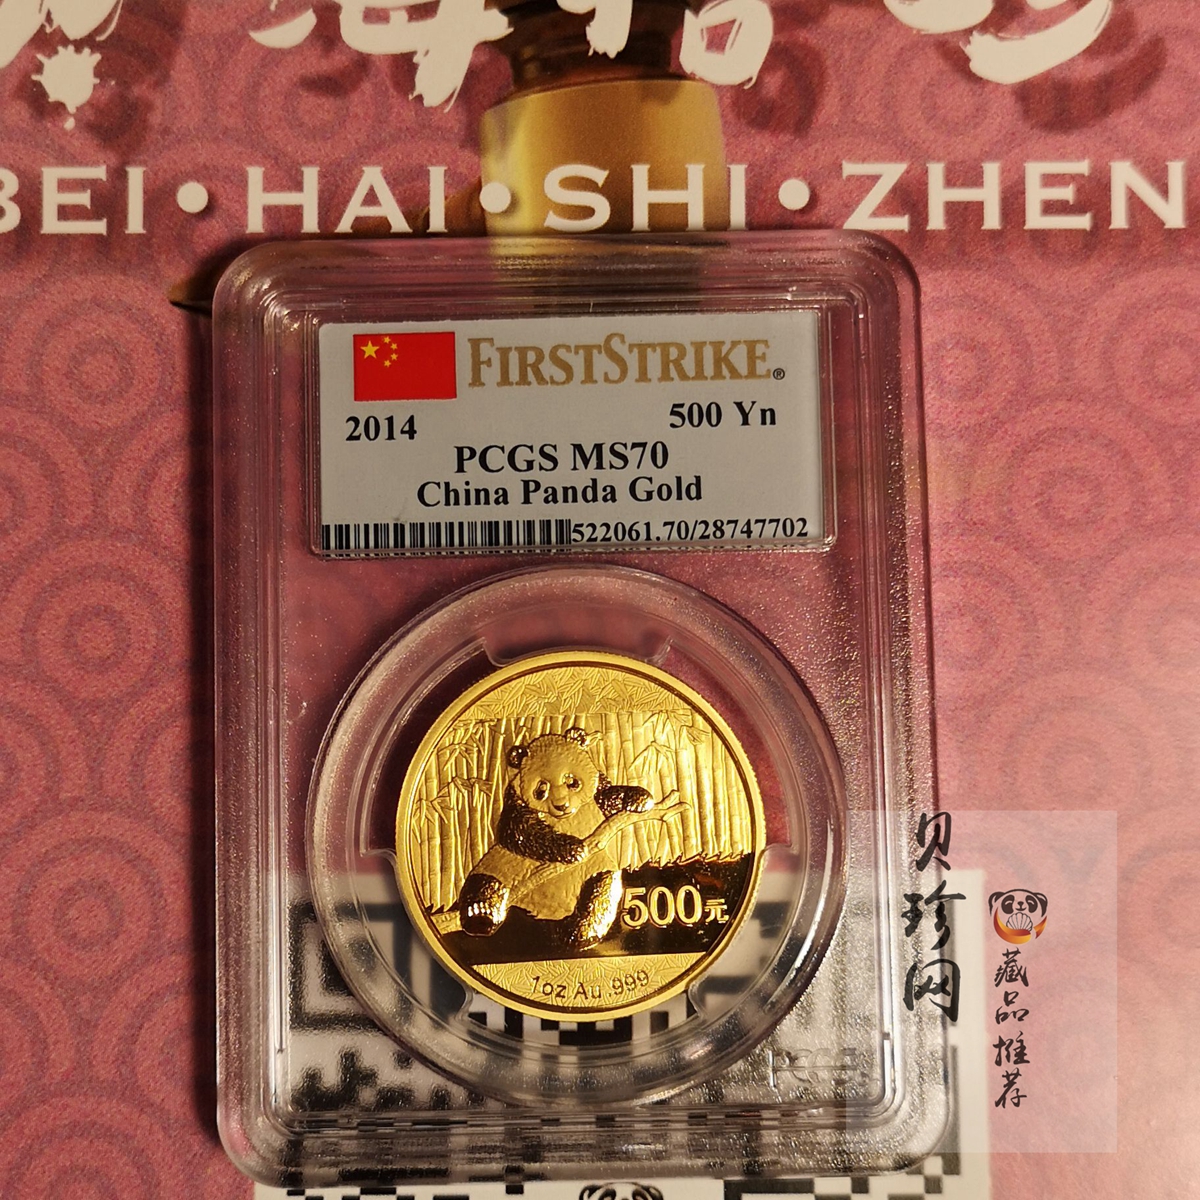 BEI•HAI•SHI•ZHEN
FIRSTSTRIKE®
2014
500 Yn
PCGS MS70
China Panda Gold
522061.70/28747702
500元
1oz Au .999
PCGS
贝珍网
藏品推荐